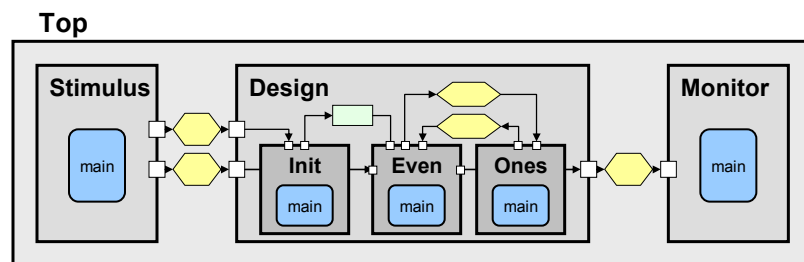 Top
Stimulus
Design
Monitor
main
main
Init
Even
Ones
main
main
main